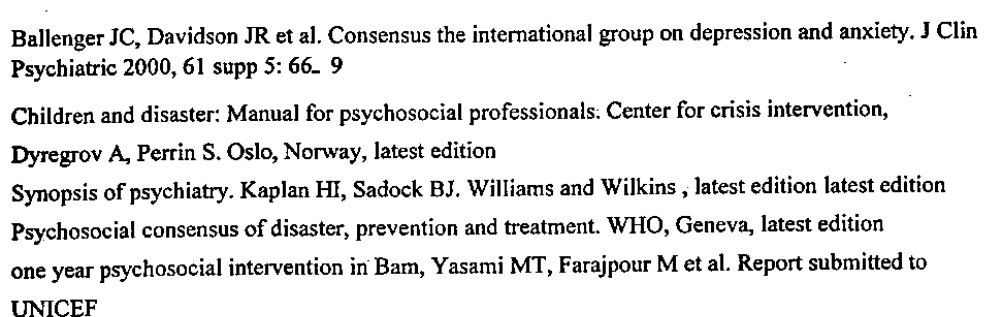 Ballenger JC, Davidson JR et al. Consensus the international group on depression and anxiety. J Clin
Psychiatric 2000, 61 supp 5: 66_ 9
Children and disaster: Manual for psychosocial professionals. Center for crisis intervention,
Dyregrov A, Perrin S. Oslo, Norway, latest edition
Synopsis of psychiatry. Kaplan HI, Sadock BJ. Williams and Wilkins , latest edition latest edition
Psychosocial consensus of disaster, prevention and treatment. WHO, Geneva, latest edition
one year psychosocial intervention in Bam, Yasami MT, Farajpour M et al. Report submitted to
UNICEF